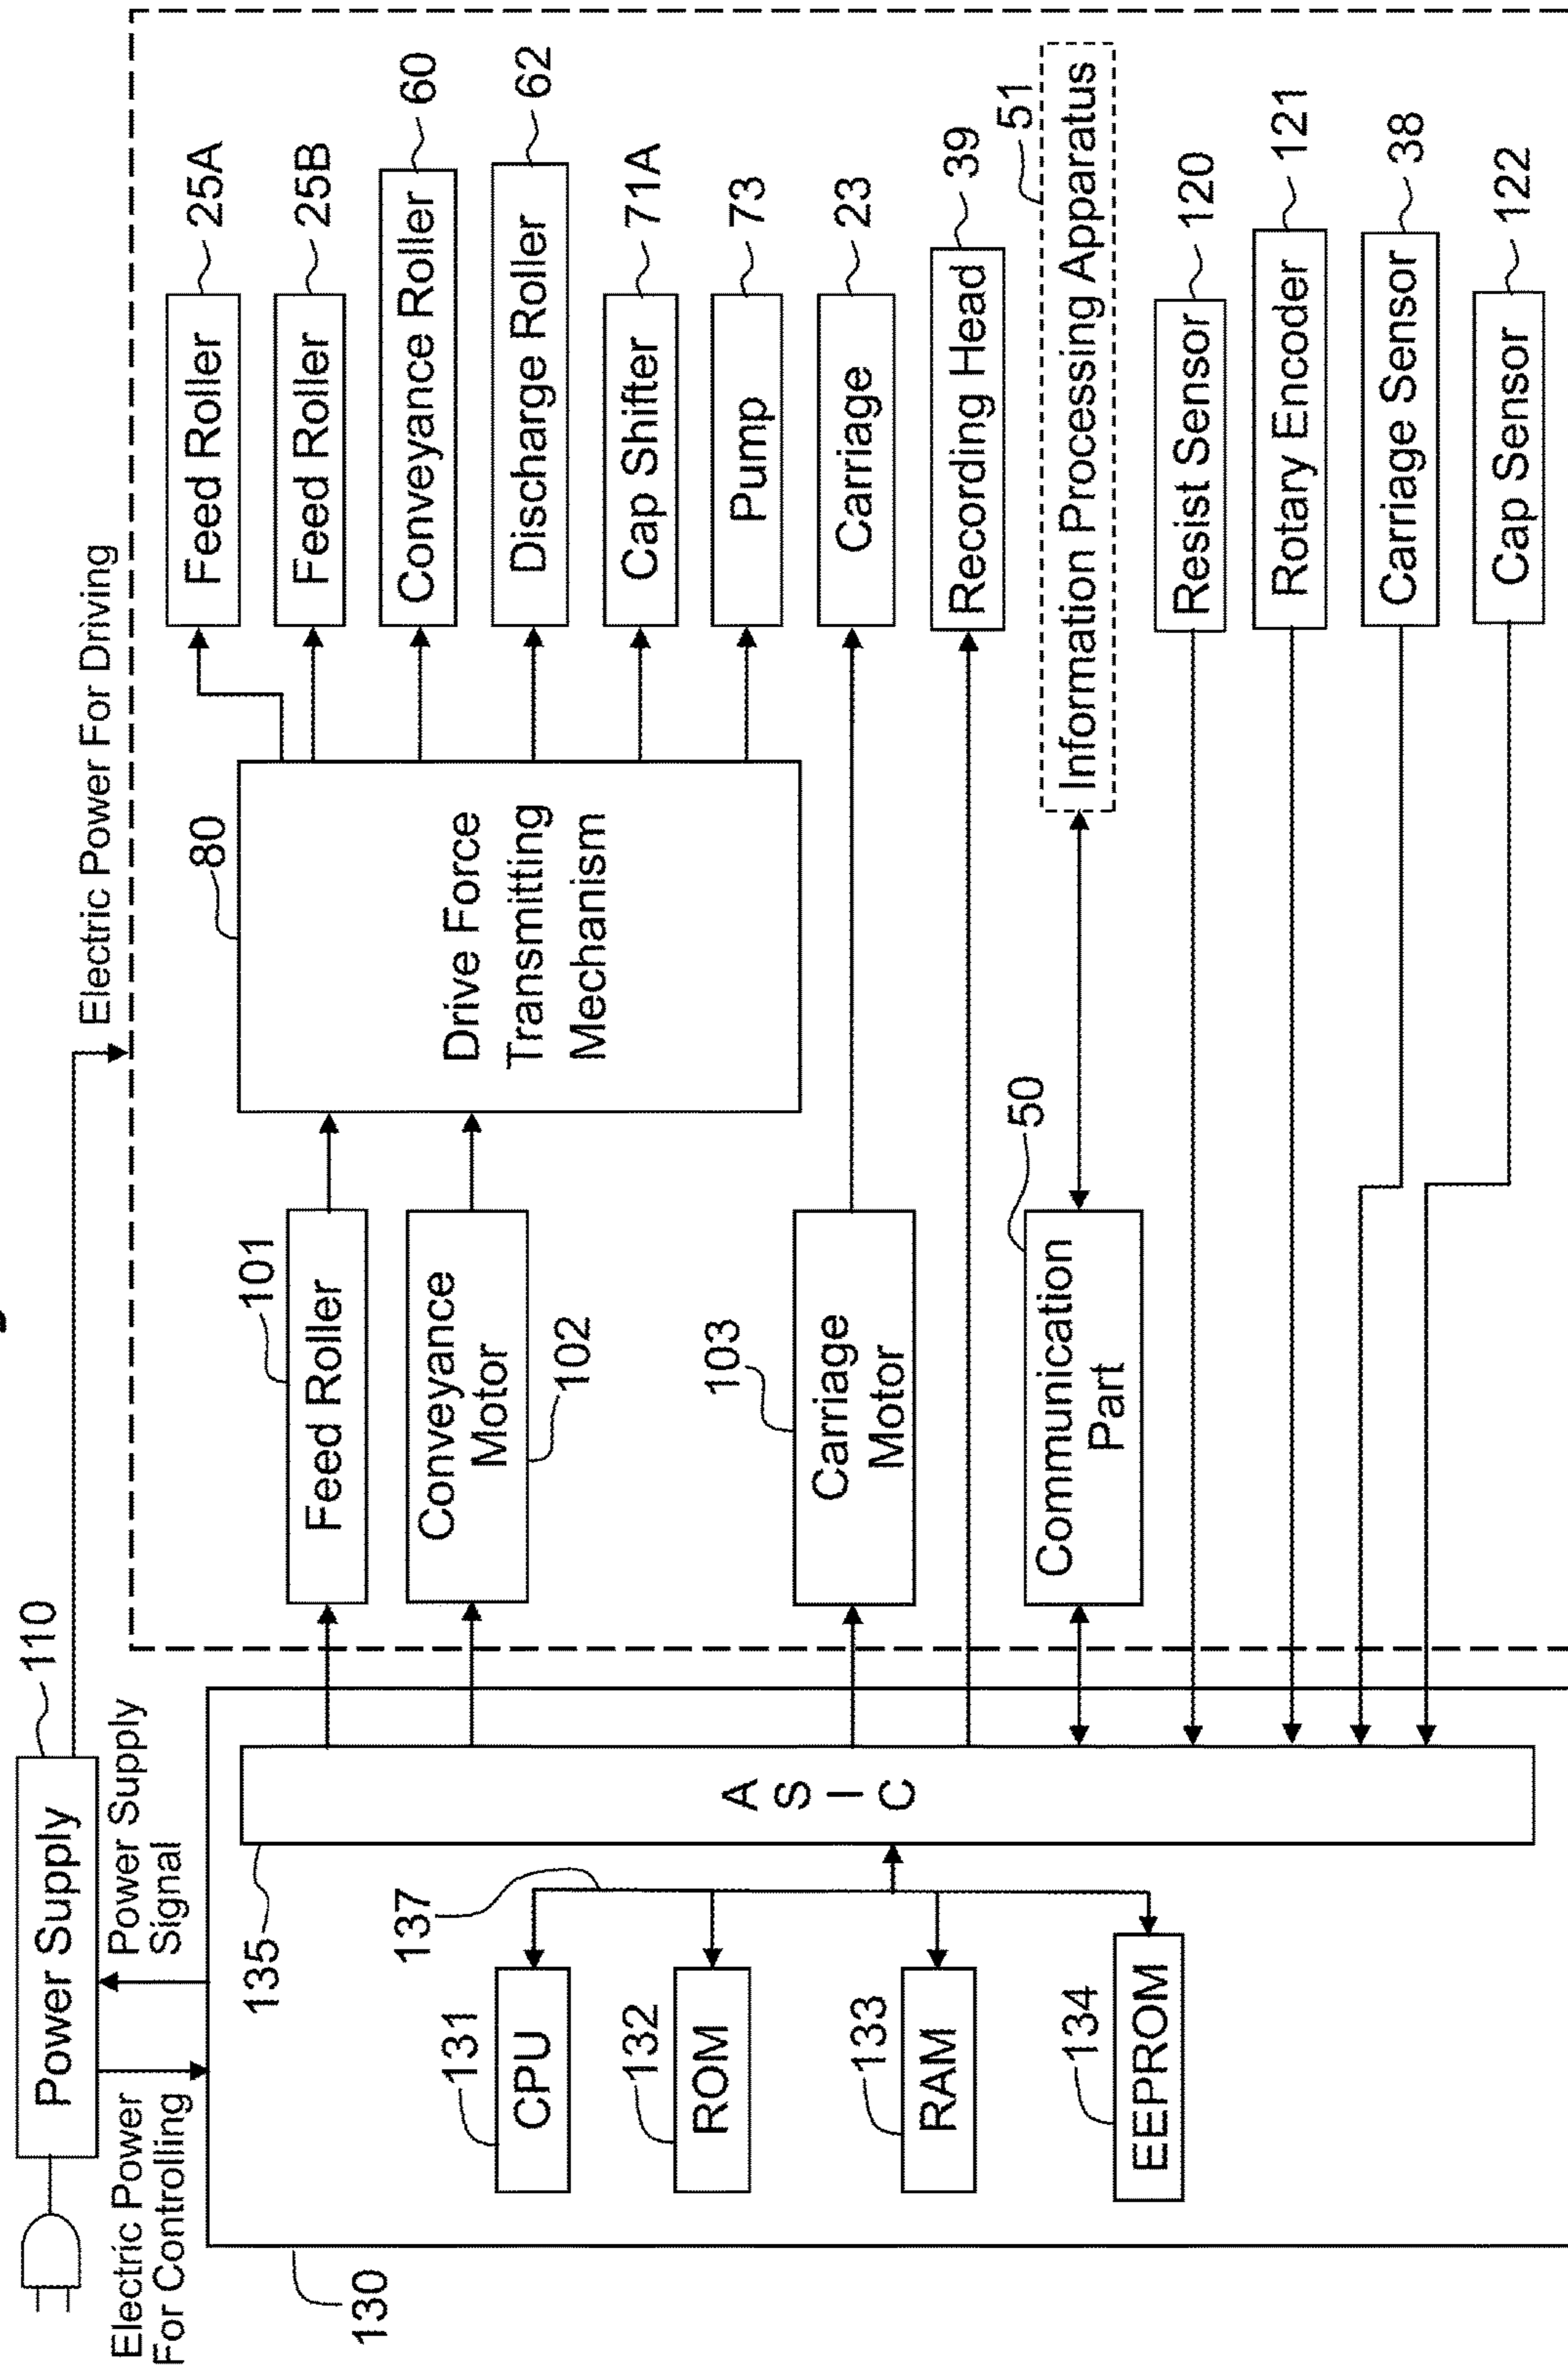 110
Power Supply
Electric Power
For Controlling
Power Supply
Signal
Electric Power For Driving
130
135
A S I C
137
131
CPU
132
ROM
133
RAM
134
EEPROM
101
Feed Roller
Conveyance
Motor
102
103
Carriage
Motor
50
Communication
Part
80
Drive Force
Transmitting
Mechanism
Feed Roller 25A
Feed Roller 25B
Conveyance Roller 60
Discharge Roller 62
Cap Shifter 71A
Pump 73
Carriage 23
Recording Head 39
51
Information Processing Apparatus
Resist Sensor 120
Rotary Encoder 121
Carriage Sensor 38
Cap Sensor 122